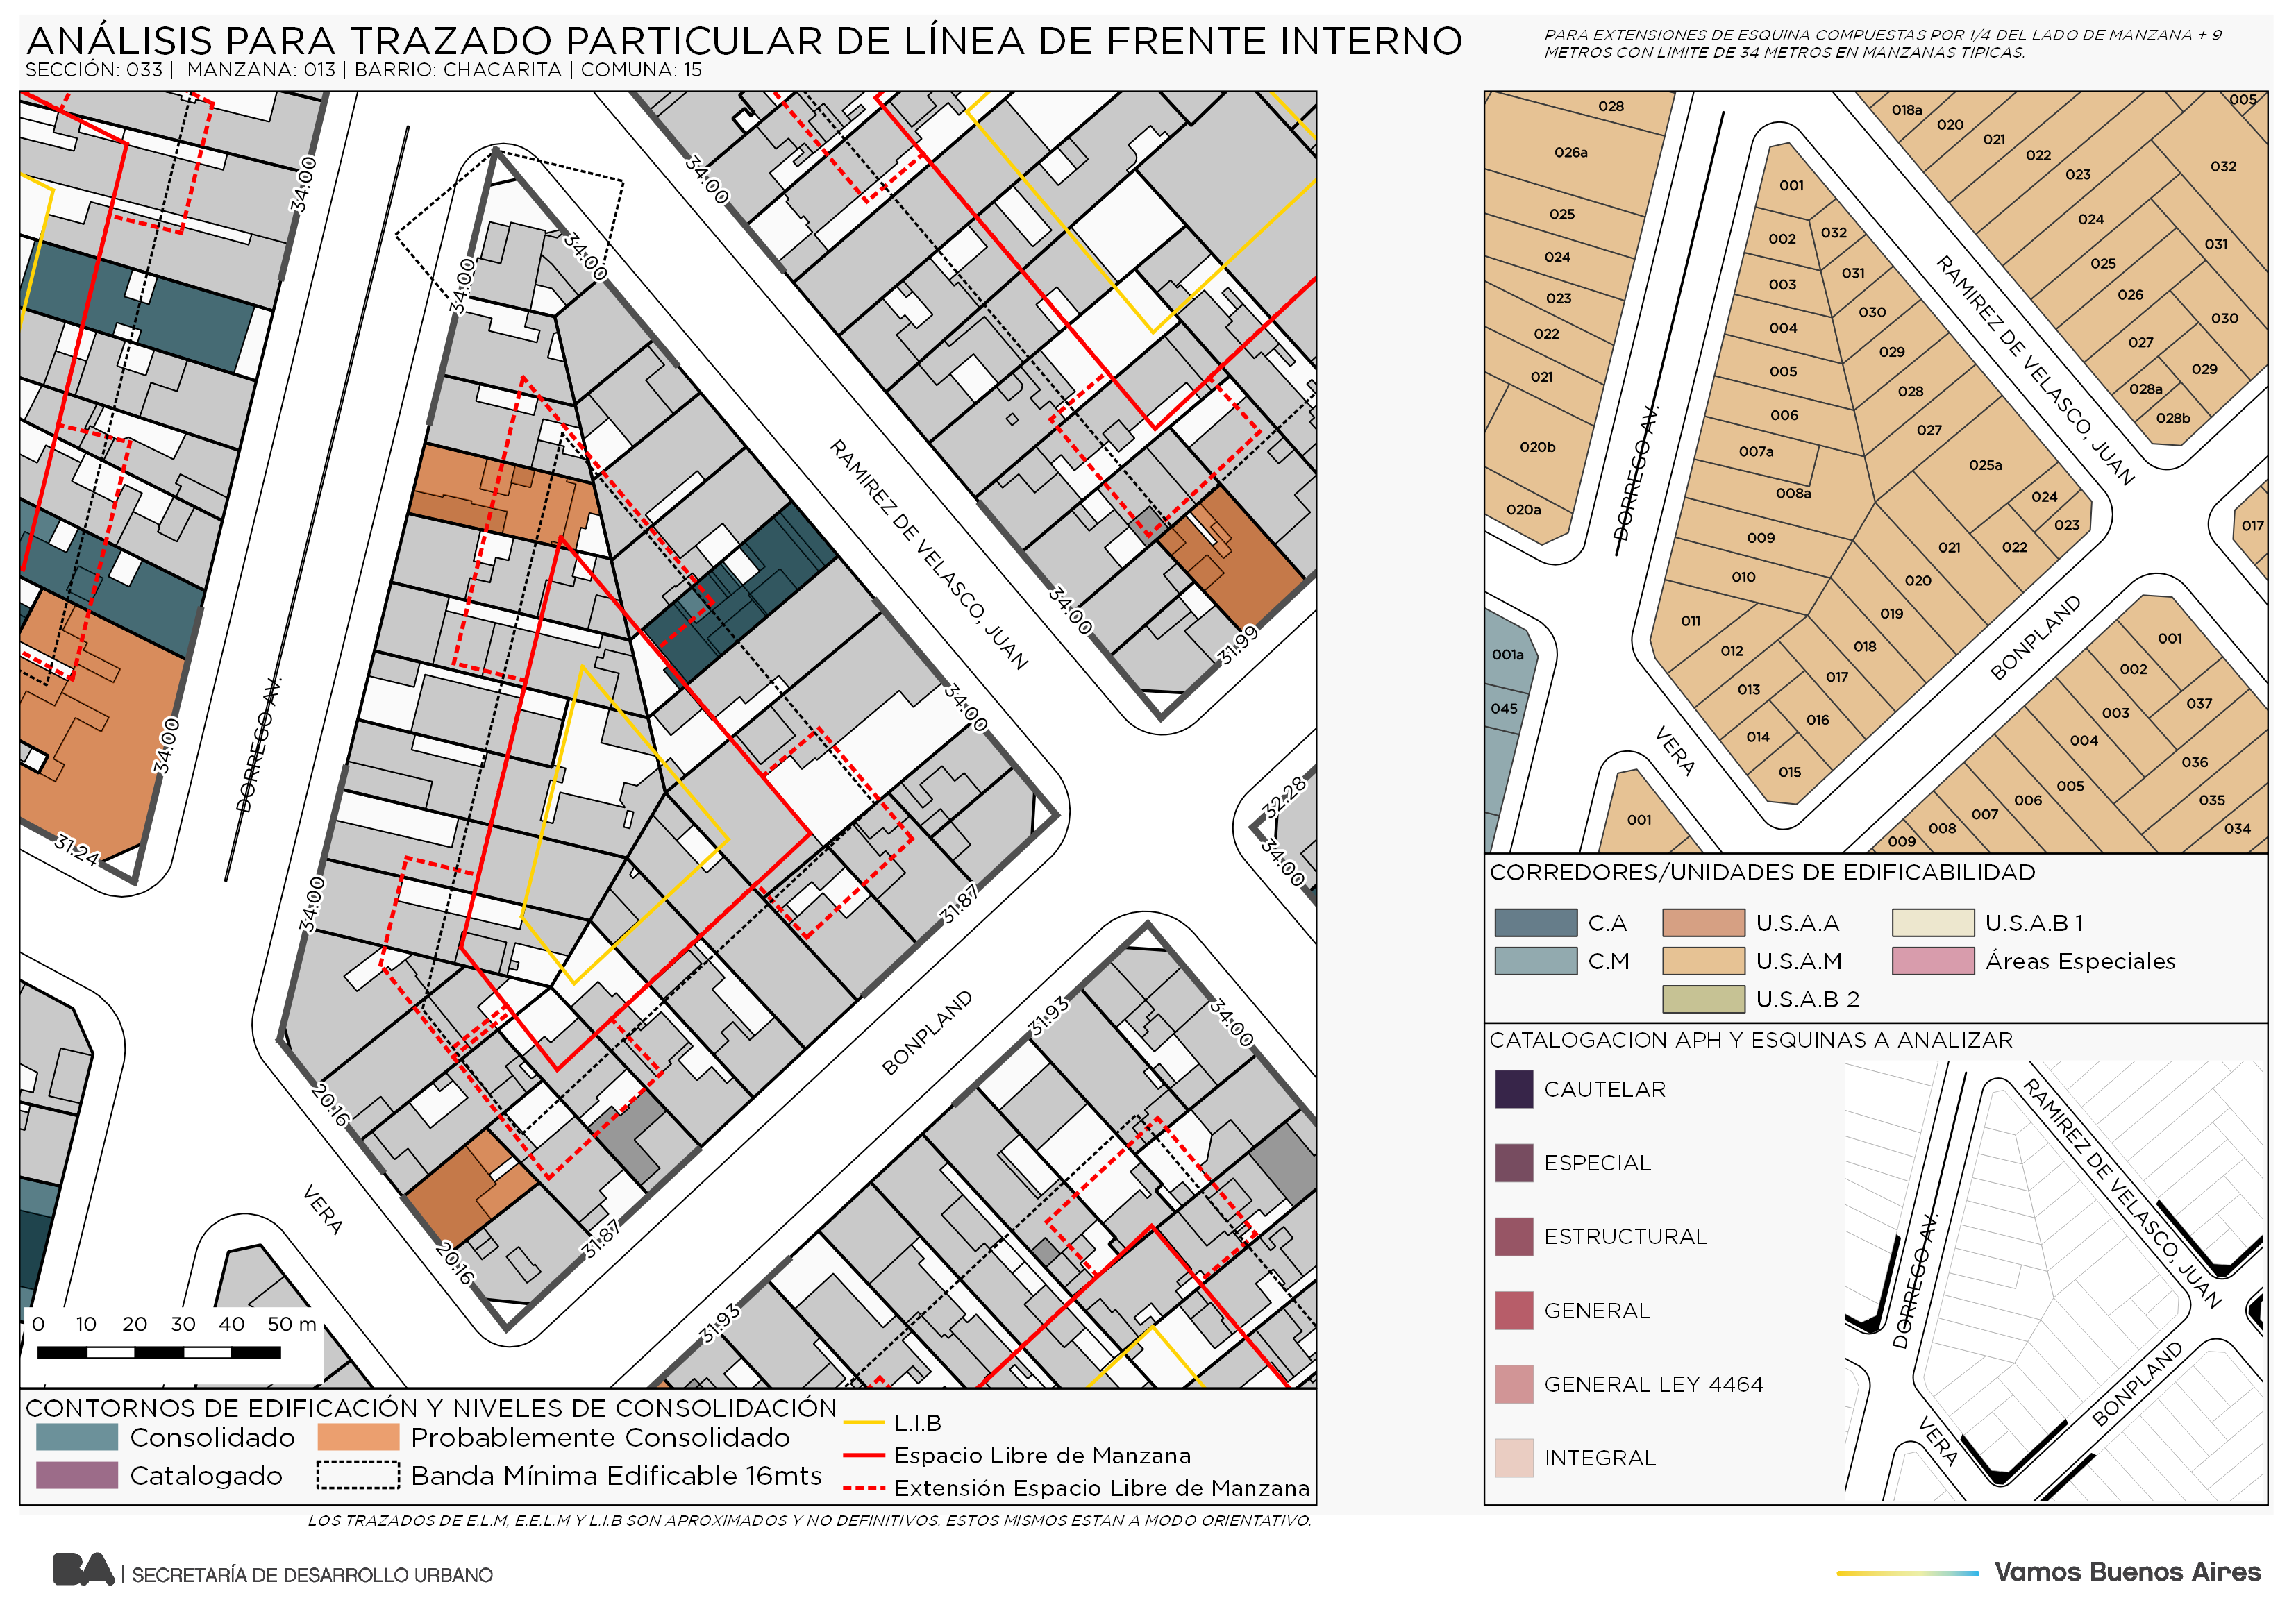 ANÁLISIS PARA TRAZADO PARTICULAR DE LÍNEA DE FRENTE INTERNO
SECCIÓN: 033 | MANZANA: 013 | BARRIO: CHACARITA | COMUNA: 15
PARA EXTENSIONES DE ESQUINA COMPUESTAS POR 1/4 DEL LADO DE MANZANA + 9
METROS CON LIMITE DE 34 METROS EN MANZANAS TIPICAS.
34:00
34:00
34:00
34:00
RAMIREZ DE VELASCO, JUAN
34:00
31.99
34:00
DORREGO AV.
34:00
31.24
34:00
32.28
34:00
31.87
BONPLAND
31.93
34:00
20.16
VERA
20.16
31.87
31.93
0 10 20 30 40 50 m
CONTORNOS DE EDIFICACIÓN Y NIVELES DE CONSOLIDACIÓN
Consolidado
Probablemente Consolidado
Catalogado
Banda Mínima Edificable 16mts
L.I.B
Espacio Libre de Manzana
Extensión Espacio Libre de Manzana
LOS TRAZADOS DE E.L.M, E.E.L.M Y L.I.B SON APROXIMADOS Y NO DEFINITIVOS. ESTOS MISMOS ESTAN A MODO ORIENTATIVO.
028
018a
005
020
026a
021
022
032
001
023
025
002
032
024
031
024
003
031
025
023
030
026
030
022
004
029
027
021
005
028
029
028a
006
028b
027
020b
007a
025a
008a
024
020a
023
017
009
021
022
010
020
011
019
012
018
001
001a
002
013
017
037
045
016
003
014
004
015
036
005
006
035
007
001
008
034
009
DORREGO AV.
RAMIREZ DE VELASCO, JUAN
BONPLAND
VERA
CORREDORES/UNIDADES DE EDIFICABILIDAD
C.A
U.S.A.A
U.S.A.B 1
C.M
U.S.A.M
Áreas Especiales
U.S.A.B 2
CATALOGACION APH Y ESQUINAS A ANALIZAR
CAUTELAR
ESPECIAL
ESTRUCTURAL
GENERAL
GENERAL LEY 4464
INTEGRAL
RAMIREZ DE VELASCO, JUAN
DORREGO AV.
BONPLAND
VERA
BA | SECRETARÍA DE DESARROLLO URBANO
Vamos Buenos Aires